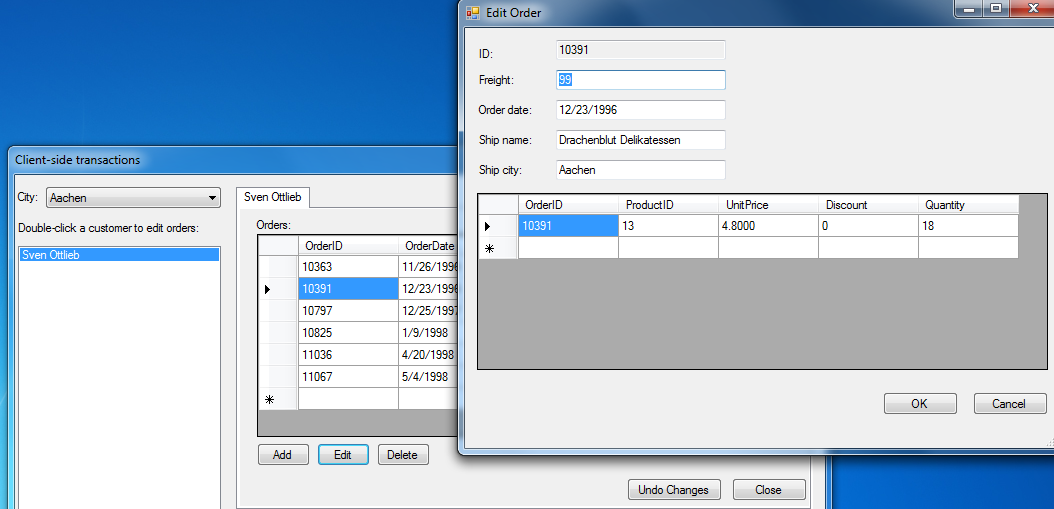 Edit Order
ID: 10391
Freight: 99
Order date: 12/23/1996
Ship name: Drachenblut Delikatessen
Ship city: Aachen
OrderID ProductID UnitPrice Discount Quantity
10391 13 4.8000 0 18
OK Cancel
Client-side transactions
City: Aachen
Double-click a customer to edit orders:
Sven Ottlieb
Sven Ottlieb
Orders:
OrderID OrderDate
10363 11/26/1996
10391 12/23/1996
10797 12/25/1997
10825 1/9/1998
11036 4/20/1998
11067 5/4/1998
Add Edit Delete
Undo Changes Close